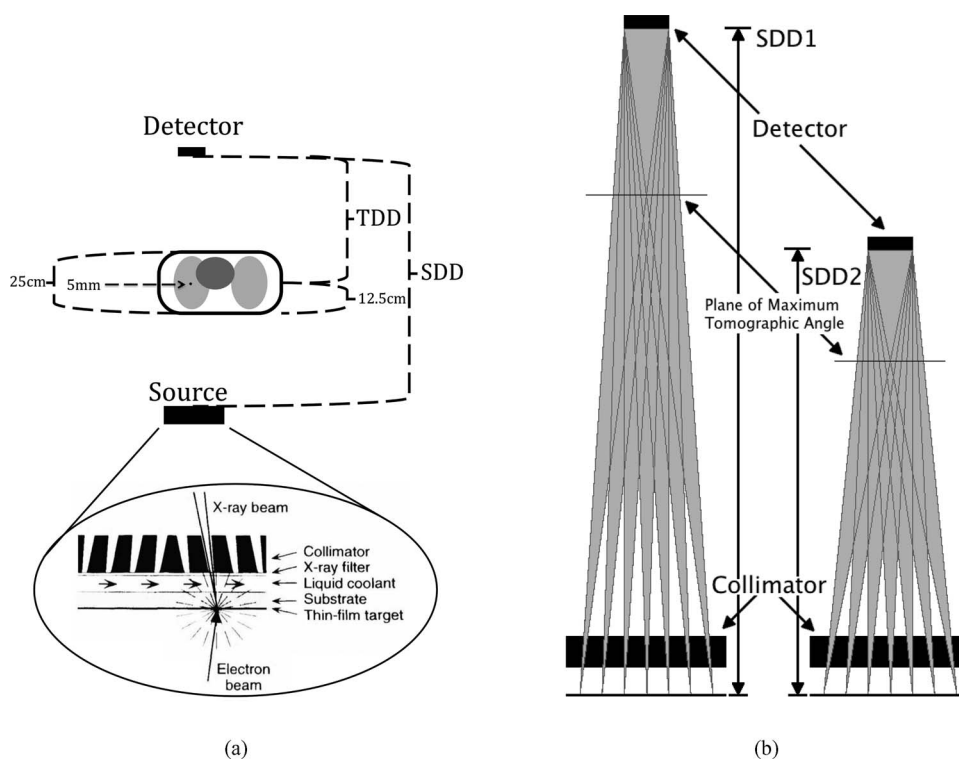 Detector
TDD
SDD
25cm
5mm
12.5cm
Source
X-ray beam
Collimator
X-ray filter
Liquid coolant
Substrate
Thin-film target
Electron
beam
(a)
SDD1
Detector
SDD2
Plane of Maximum
Tomographic Angle
Collimator
(b)